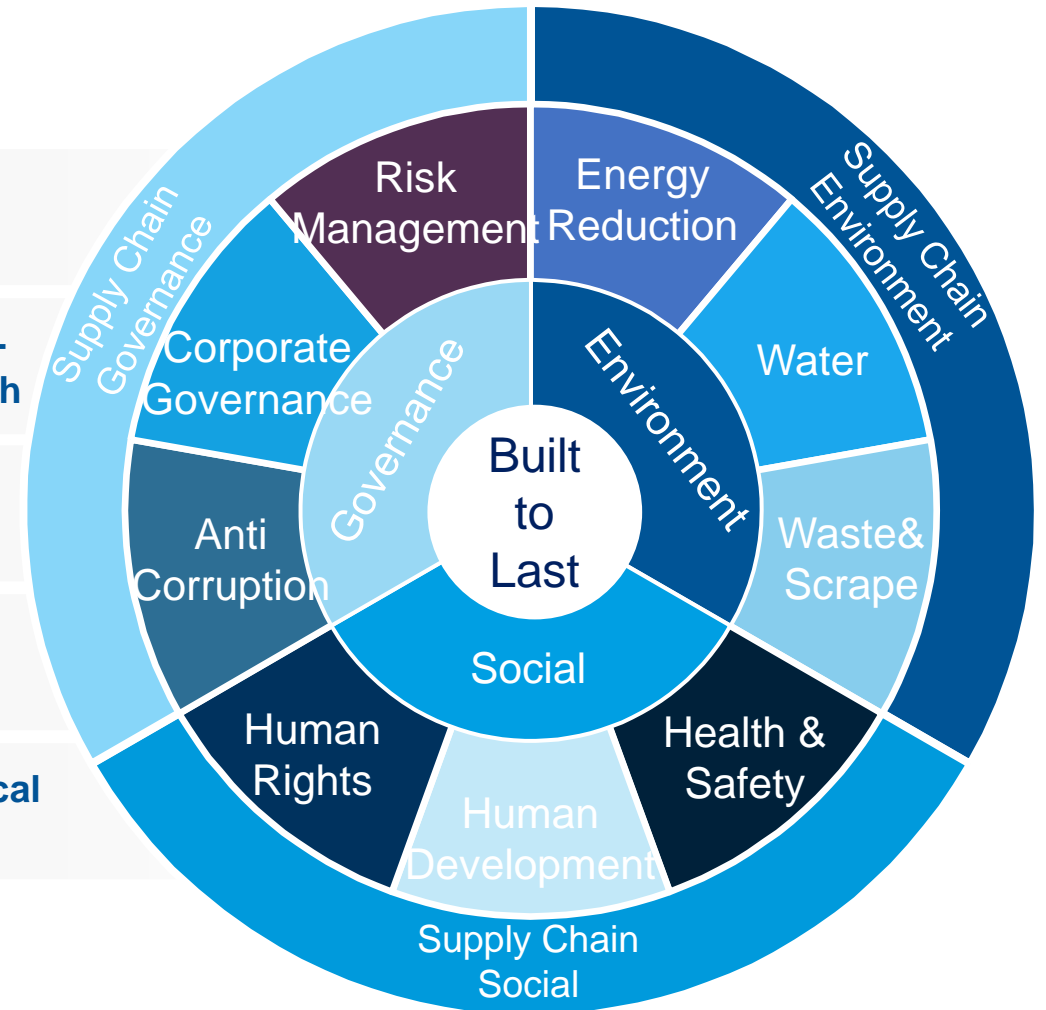 Supply Chain
Governance
Supply Chain
Environment
Risk
Management
Energy
Reduction
Corporate
Governance
Water
Governance
Environment
Built
to
Last
Anti
Corruption
Waste&
Scrape
Social
Human
Rights
Health &
Safety
Human
Development
Supply Chain
Social